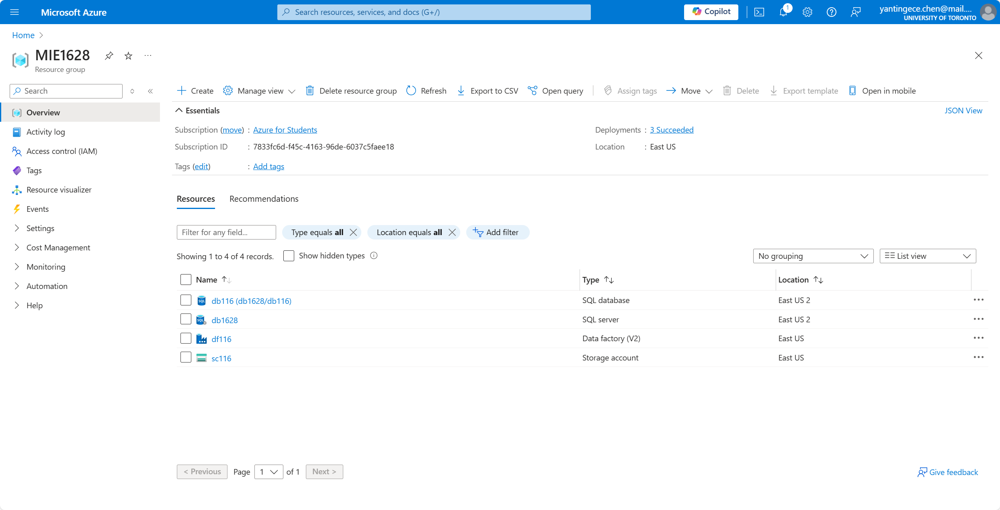 Microsoft Azure
Search resources, services, and docs (G+/)
Copilot
1
yantingece.chen@mail....
UNIVERSITY OF TORONTO
Home
MIE1628
Resource group
Search
Create
Manage view
Delete resource group
Refresh
Export to CSV
Open query
Assign tags
Move
Delete
Export template
Open in mobile
Overview
Activity log
Access control (IAM)
Tags
Resource visualizer
Events
Settings
Cost Management
Monitoring
Automation
Help
Essentials
JSON View
Subscription (move) : Azure for Students
Deployments : 3 Succeeded
Subscription ID : 7833fc6d-f45c-4163-96de-6037c5faee18
Location : East US
Tags (edit) : Add tags
Resources Recommendations
Filter for any field...
Type equals all
Location equals all
Add filter
Showing 1 to 4 of 4 records.
Show hidden types
No grouping
List view
Name Type Location
SQL db116 (db1628/db116) SQL database East US 2
SQL db1628 SQL server East US 2
df116 Data factory (V2) East US
sc116 Storage account East US
< Previous Page 1 of 1 Next >
Give feedback